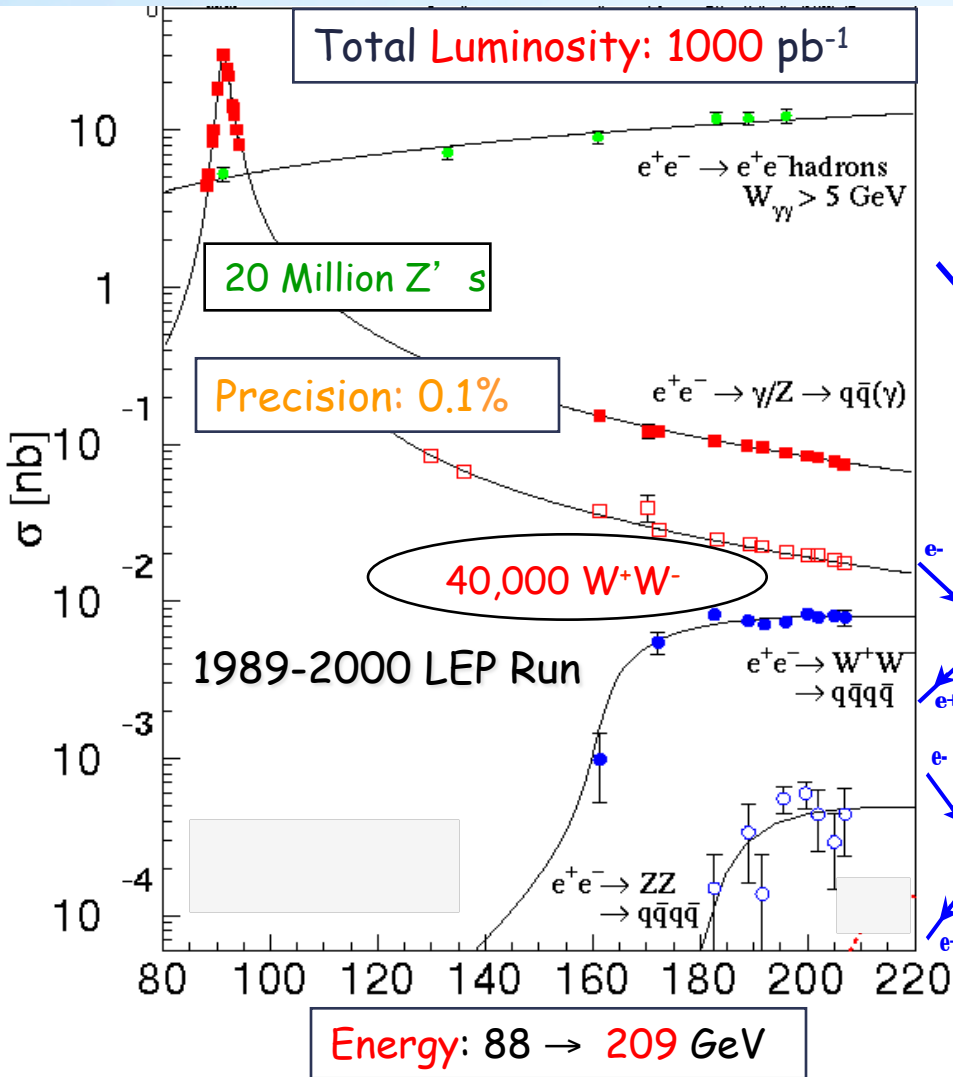 Total Luminosity: 1000 pb⁻¹
10
e⁺e⁻ → e⁺e⁻hadrons
W_γγ > 5 GeV
20 Million Z's
1
Precision: 0.1%
e⁺e⁻ → γ/Z → qq̄(γ)
10⁻¹
σ [nb]
40,000 W⁺W⁻
10⁻²
e-
1989-2000 LEP Run
e⁺e⁻ → W⁺W⁻
→ qq̄qq̄
e+
10⁻³
e-
e⁺e⁻ → ZZ
→ qq̄qq̄
10⁻⁴
e+
80 100 120 140 160 180 200 220
Energy: 88 → 209 GeV